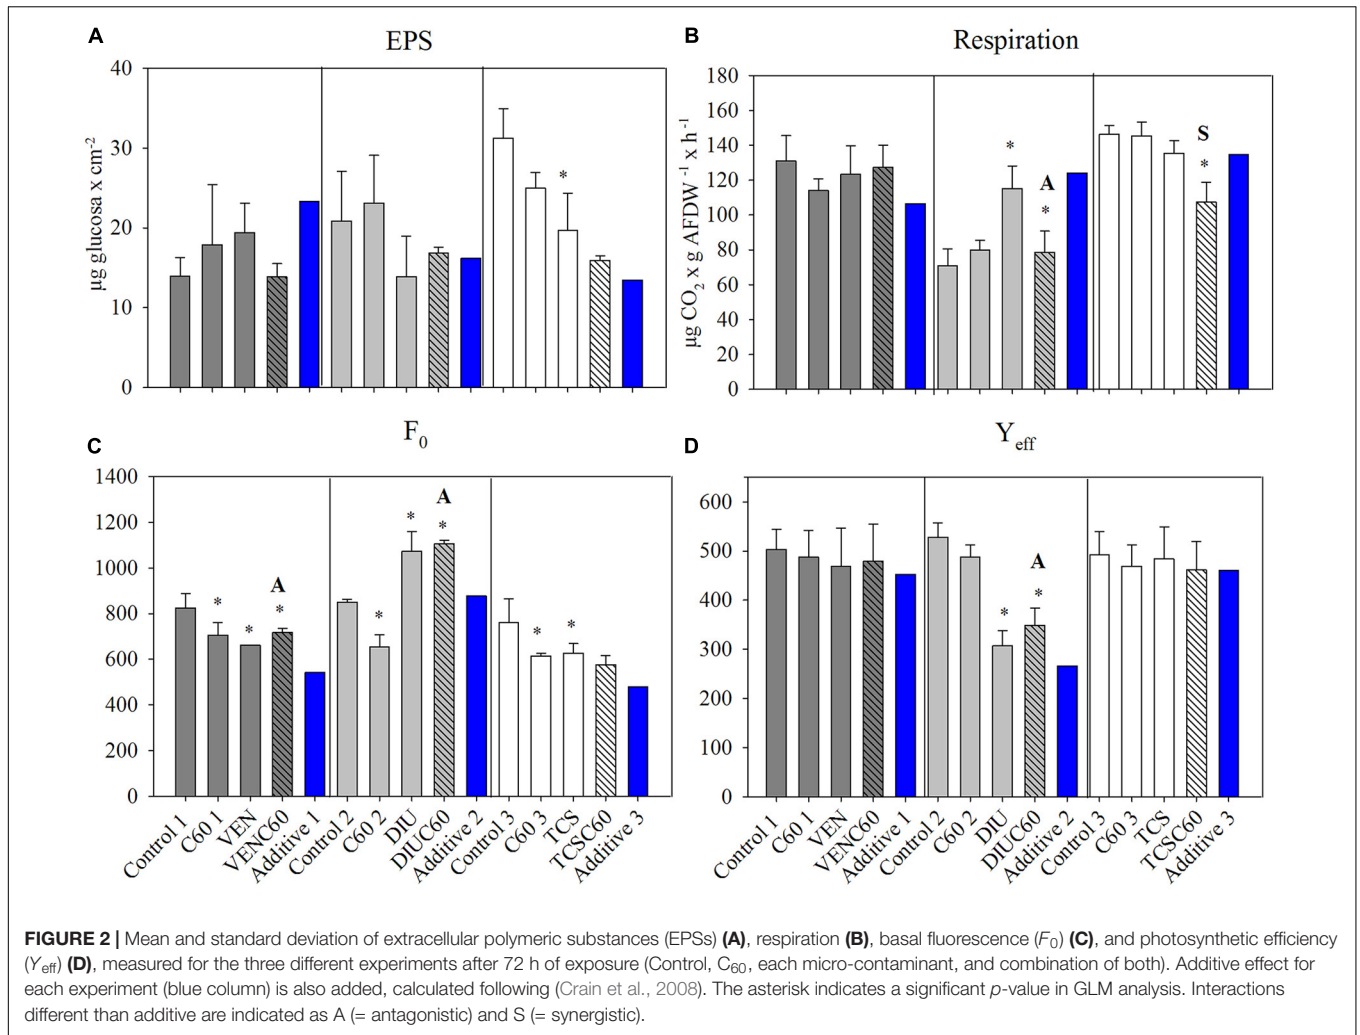 A
EPS
µg glucosa x cm-2
40
30
20
10
0
*
B
Respiration
µg CO2 x g AFDW -1 x h-1
180
160
140
120
100
80
60
40
20
0
*
A
*
S
*
C
F0
1400
1200
1000
800
600
400
200
0
*
*
A
*
*
*
A
*
*
*
Control 1
C60 1
VEN
VENC60
Additive 1
Control 2
C60 2
DIU
DIUC60
Additive 2
Control 3
C60 3
TCS
TCSC60
Additive 3
D
Yeff
600
500
400
300
200
100
0
*
A
*
Control 1
C60 1
VEN
VENC60
Additive 1
Control 2
C60 2
DIU
DIUC60
Additive 2
Control 3
C60 3
TCS
TCSC60
Additive 3
FIGURE 2 | Mean and standard deviation of extracellular polymeric substances (EPSs) (A), respiration (B), basal fluorescence (F0) (C), and photosynthetic efficiency
(Yeff) (D), measured for the three different experiments after 72 h of exposure (Control, C60, each micro-contaminant, and combination of both). Additive effect for
each experiment (blue column) is also added, calculated following (Crain et al., 2008). The asterisk indicates a significant p-value in GLM analysis. Interactions
different than additive are indicated as A (= antagonistic) and S (= synergistic).